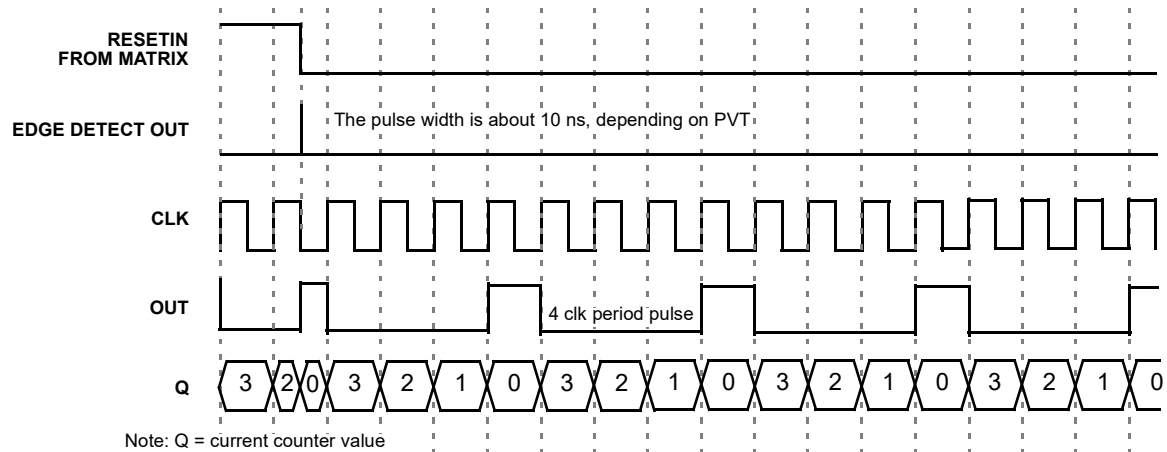 RESETIN
FROM MATRIX
EDGE DETECT OUT
The pulse width is about 10 ns, depending on PVT
CLK
OUT
4 clk period pulse
Q
3 2 0 3 2 1 0 3 2 1 0 3 2 1 0 3 2 1 0
Note: Q = current counter value